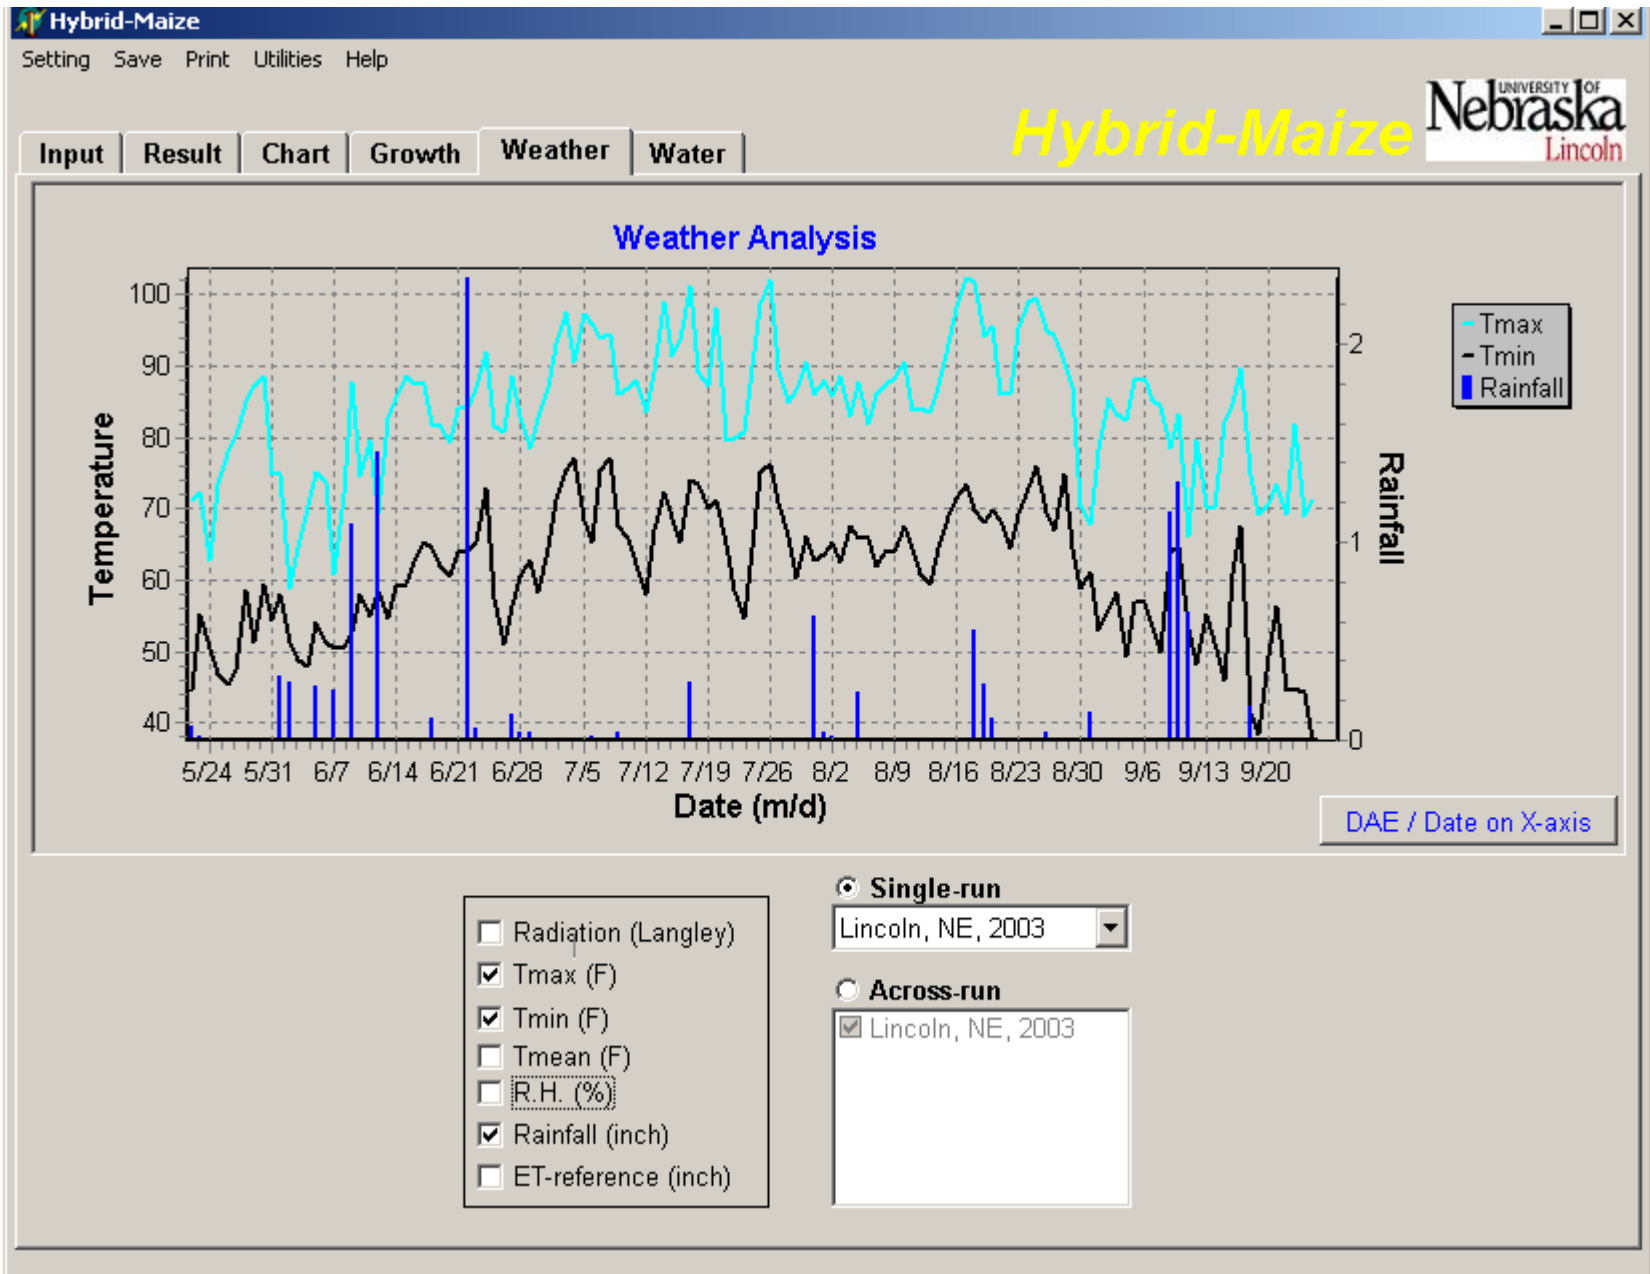 Hybrid-Maize
Setting Save Print Utilities Help
Hybrid-Maize
UNIVERSITY OF
Nebraska
Lincoln
Input Result Chart Growth Weather Water
Weather Analysis
Temperature
100
90
80
70
60
50
40
2
1
0
Rainfall
Tmax
Tmin
Rainfall
5/24 5/31 6/7 6/14 6/21 6/28 7/5 7/12 7/19 7/26 8/2 8/9 8/16 8/23 8/30 9/6 9/13 9/20
Date (m/d)
DAE / Date on X-axis
Radiation (Langley)
Tmax (F)
Tmin (F)
Tmean (F)
R.H. (%)
Rainfall (inch)
ET-reference (inch)
Single-run
Lincoln, NE, 2003
Across-run
Lincoln, NE, 2003